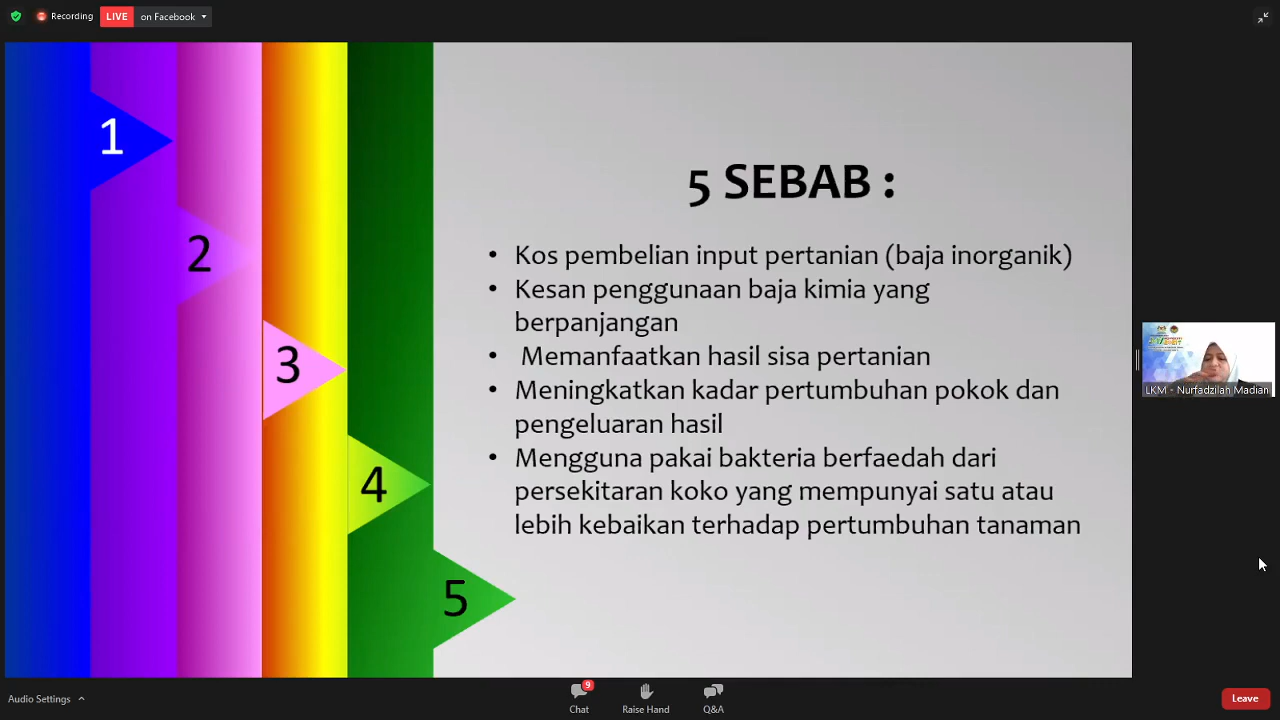 Recording
LIVE
on Facebook
1
2
3
4
5
5 SEBAB :
• Kos pembelian input pertanian (baja inorganik)
• Kesan penggunaan baja kimia yang
berpanjangan
• Memanfaatkan hasil sisa pertanian
• Meningkatkan kadar pertumbuhan pokok dan
pengeluaran hasil
• Mengguna pakai bakteria berfaedah dari
persekitaran koko yang mempunyai satu atau
lebih kebaikan terhadap pertumbuhan tanaman
LKM - Nurfadzilah Madian
Audio Settings
9
Chat
Raise Hand
Q&A
Leave